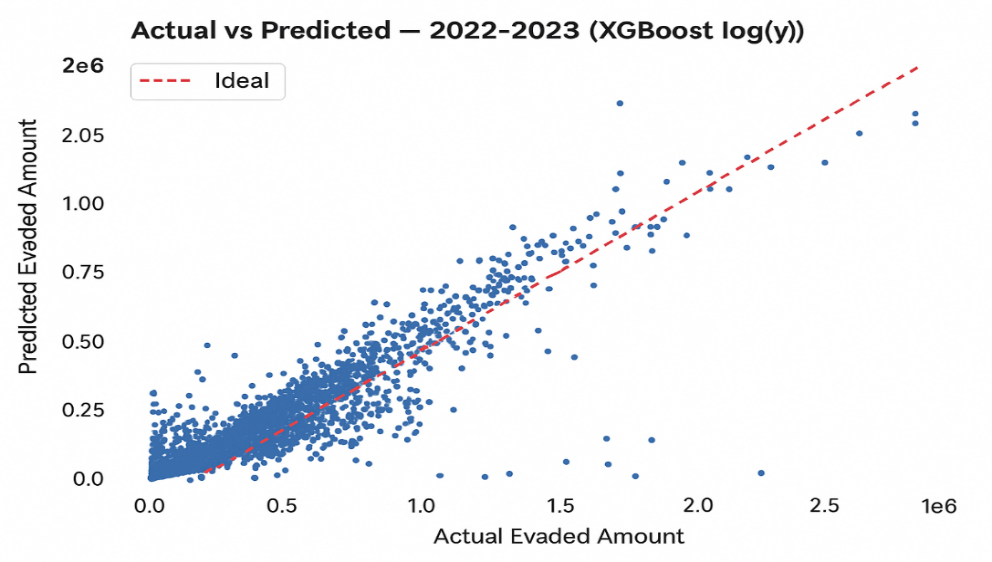 Actual vs Predicted — 2022-2023 (XGBoost log(y))
2e6
Ideal
2.05
1.00
0.75
0.50
0.25
0.0
Predicted Evaded Amount
0.0 0.5 1.0 1.5 2.0 2.5 1e6
Actual Evaded Amount